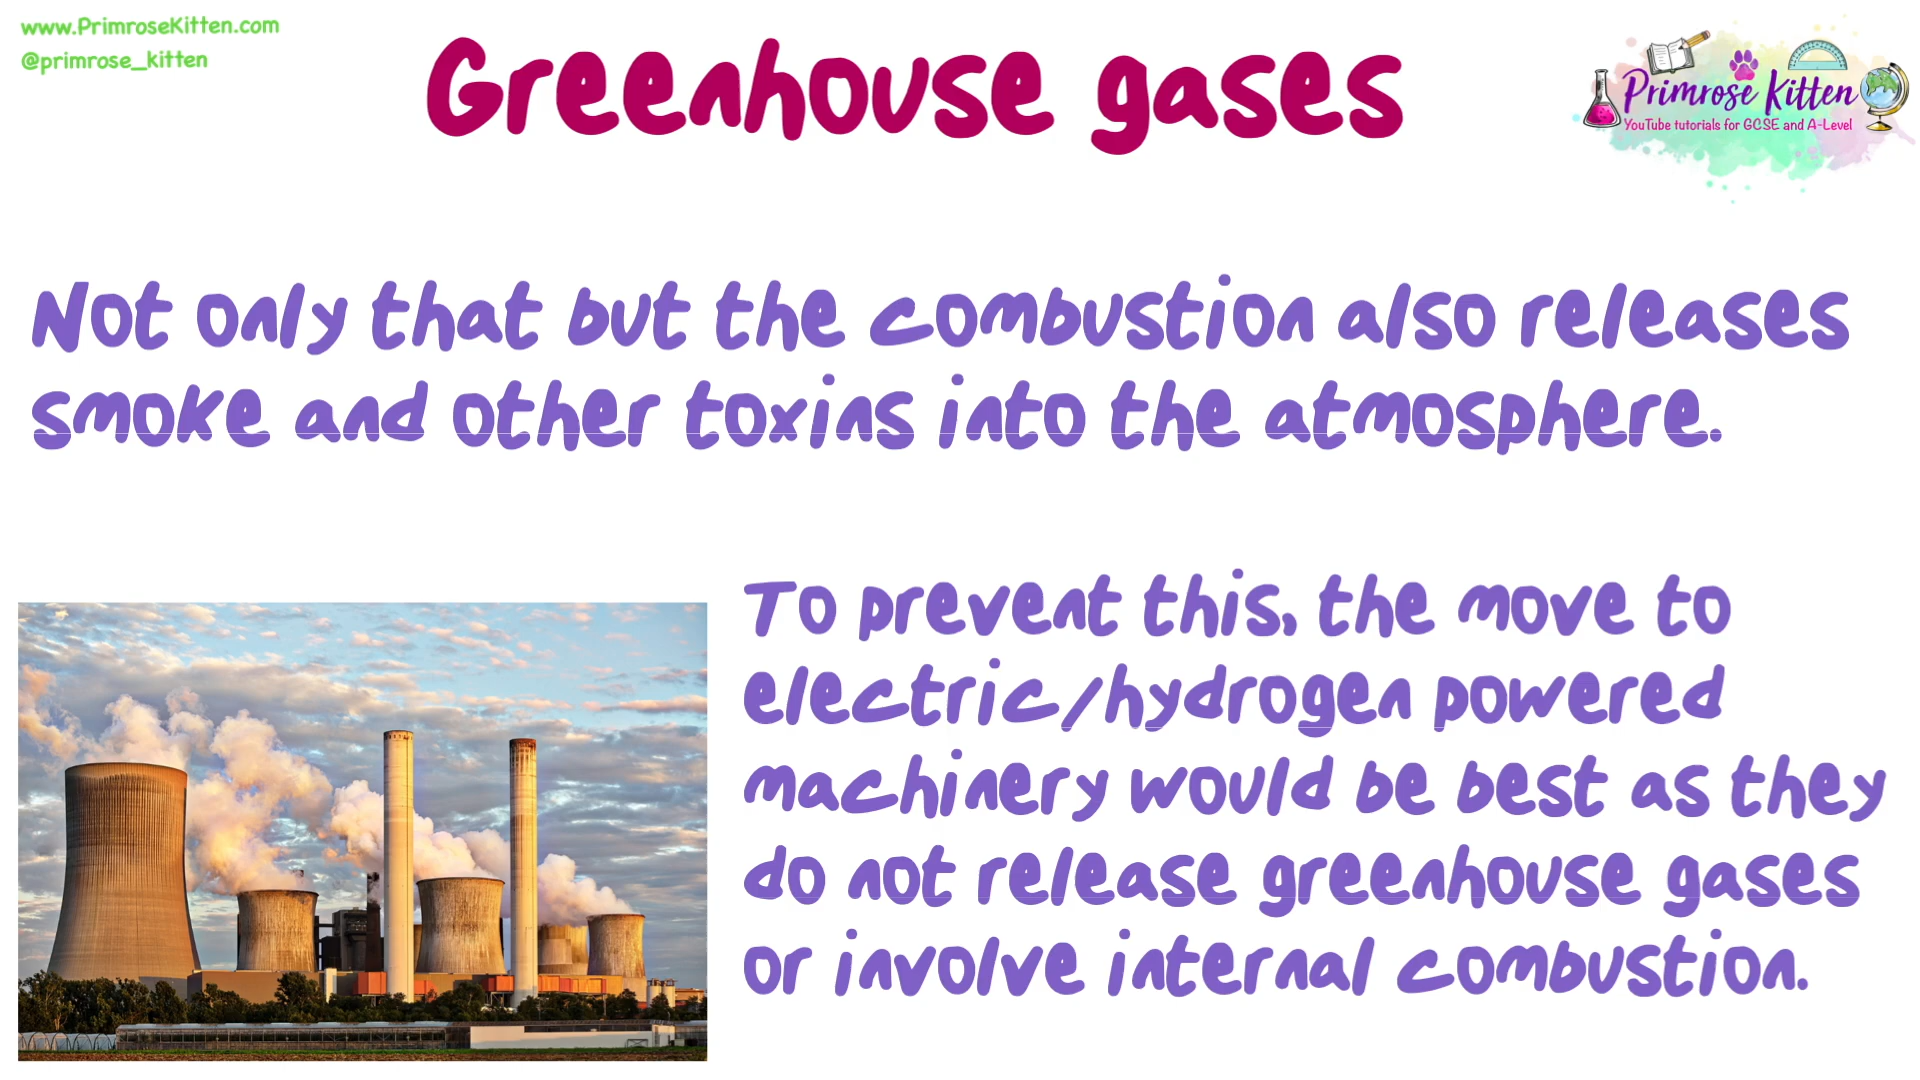 www.PrimroseKitten.com
@primrose_kitten
Greenhouse gases
Primrose Kitten
YouTube tutorials for GCSE and A-Level
Not only that but the combustion also releases
smoke and other toxins into the atmosphere.
To prevent this, the move to
electric/hydrogen powered
machinery would be best as they
do not release greenhouse gases
or involve internal combustion.